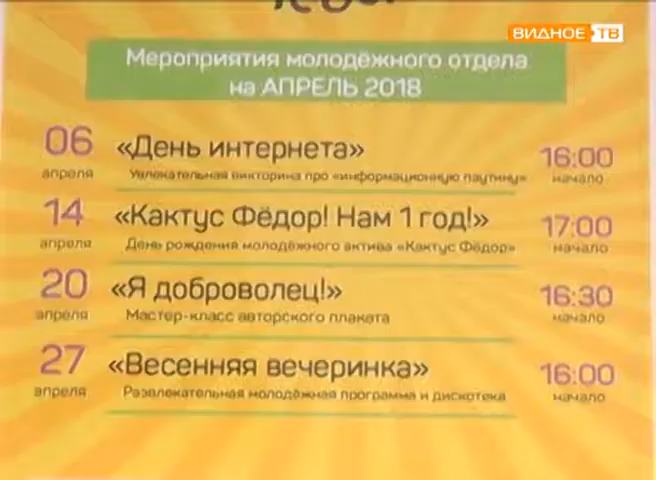 ВИДНОЕ ТВ
Мероприятия молодёжного отдела
на АПРЕЛЬ 2018
06 апреля
«День интернета»
Увлекательная викторина про «информационную паутину»
16:00 начало
14 апреля
«Кактус Фёдор! Нам 1 год!»
День рождения молодёжного актива «Кактус Фёдор»
17:00 начало
20 апреля
«Я доброволец!»
Мастер-класс авторского плаката
16:30 начало
27 апреля
«Весенняя вечеринка»
Развлекательная молодёжная программа и дискотека
16:00 начало